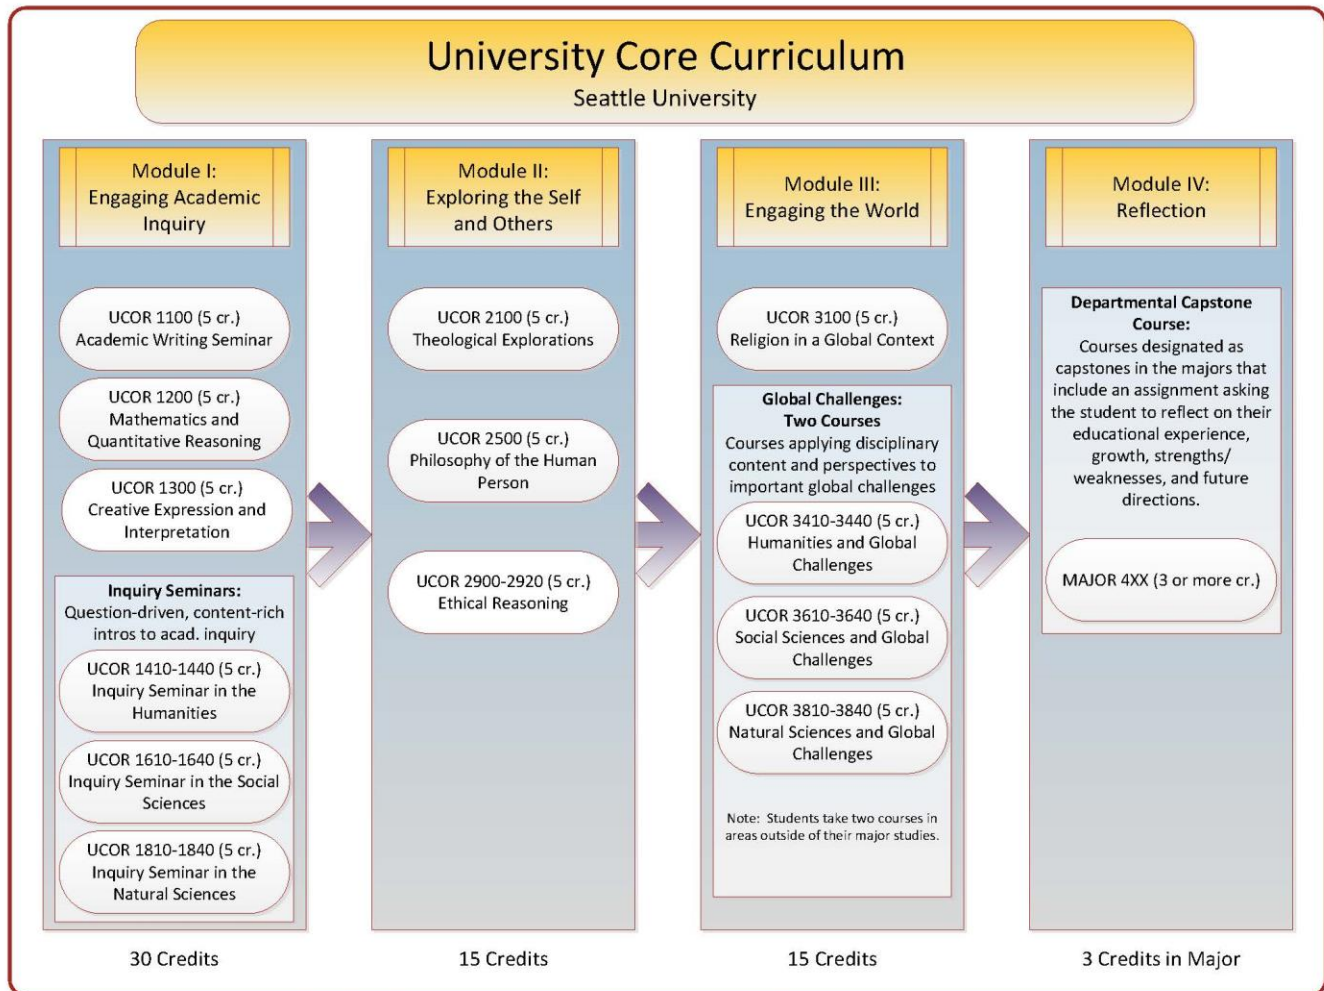 University Core Curriculum
Seattle University
Module I:
Engaging Academic
Inquiry
UCOR 1100 (5 cr.)
Academic Writing Seminar
UCOR 1200 (5 cr.)
Mathematics and
Quantitative Reasoning
UCOR 1300 (5 cr.)
Creative Expression and
Interpretation
Inquiry Seminars:
Question-driven, content-rich
intros to acad. inquiry
UCOR 1410-1440 (5 cr.)
Inquiry Seminar in the
Humanities
UCOR 1610-1640 (5 cr.)
Inquiry Seminar in the Social
Sciences
UCOR 1810-1840 (5 cr.)
Inquiry Seminar in the
Natural Sciences
30 Credits
Module II:
Exploring the Self
and Others
UCOR 2100 (5 cr.)
Theological Explorations
UCOR 2500 (5 cr.)
Philosophy of the Human
Person
UCOR 2900-2920 (5 cr.)
Ethical Reasoning
15 Credits
Module III:
Engaging the World
UCOR 3100 (5 cr.)
Religion in a Global Context
Global Challenges:
Two Courses
Courses applying disciplinary
content and perspectives to
important global challenges
UCOR 3410-3440 (5 cr.)
Humanities and Global
Challenges
UCOR 3610-3640 (5 cr.)
Social Sciences and Global
Challenges
UCOR 3810-3840 (5 cr.)
Natural Sciences and Global
Challenges
Note: Students take two courses in
areas outside of their major studies.
15 Credits
Module IV:
Reflection
Departmental Capstone
Course:
Courses designated as
capstones in the majors that
include an assignment asking
the student to reflect on their
educational experience,
growth, strengths/
weaknesses, and future
directions.
MAJOR 4XX (3 or more cr.)
3 Credits in Major